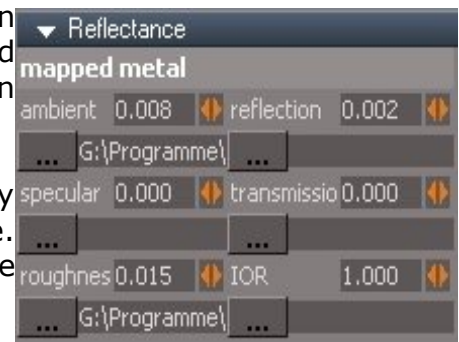 n
d
n
y
e.
e
Reflectance
mapped metal
ambient 0.008 reflection 0.002
... G:\Programme\ ...
specular 0.000 transmissio 0.000
... ...
roughnes 0.015 IOR 1.000
... G:\Programme\ ...